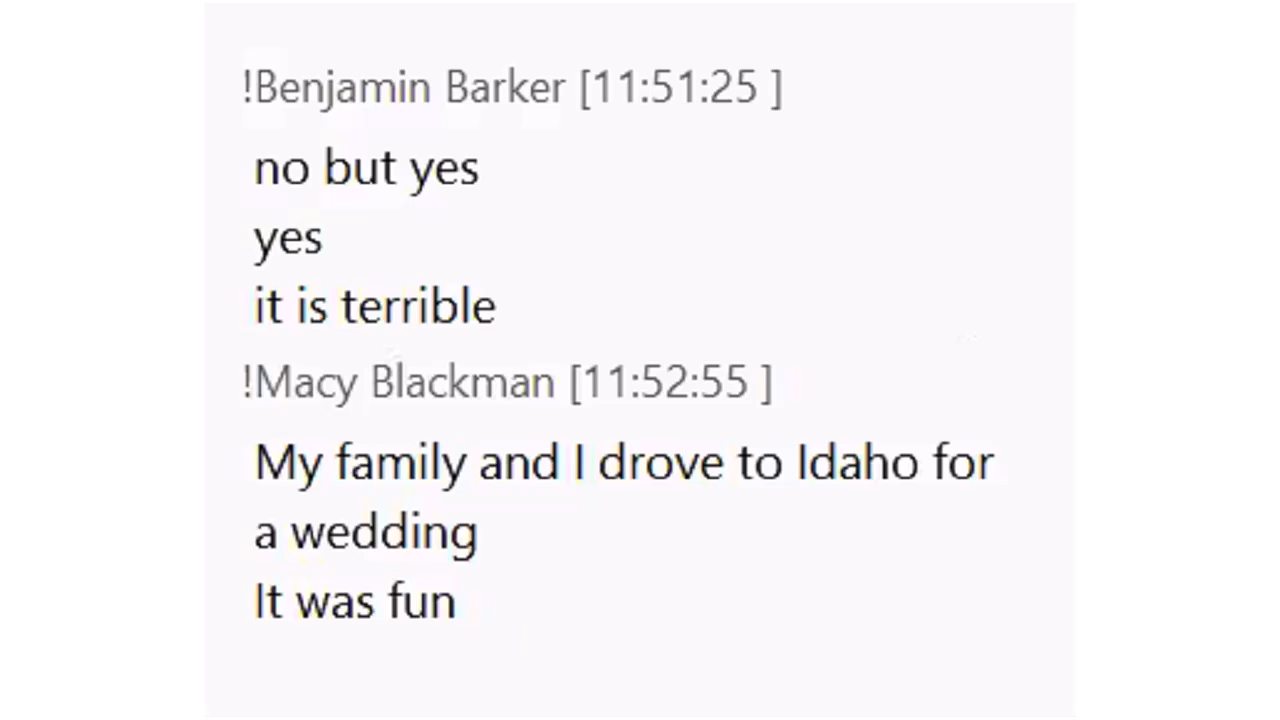 !Benjamin Barker [11:51:25 ]
no but yes
yes
it is terrible
!Macy Blackman [11:52:55 ]
My family and I drove to Idaho for
a wedding
It was fun